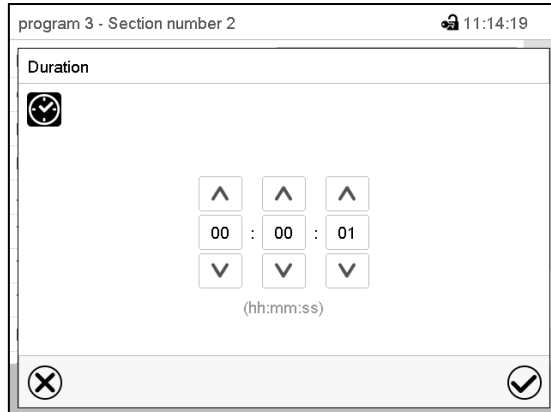 program 3 - Section number 2 11:14:19
Duration
00 : 00 : 01
(hh:mm:ss)